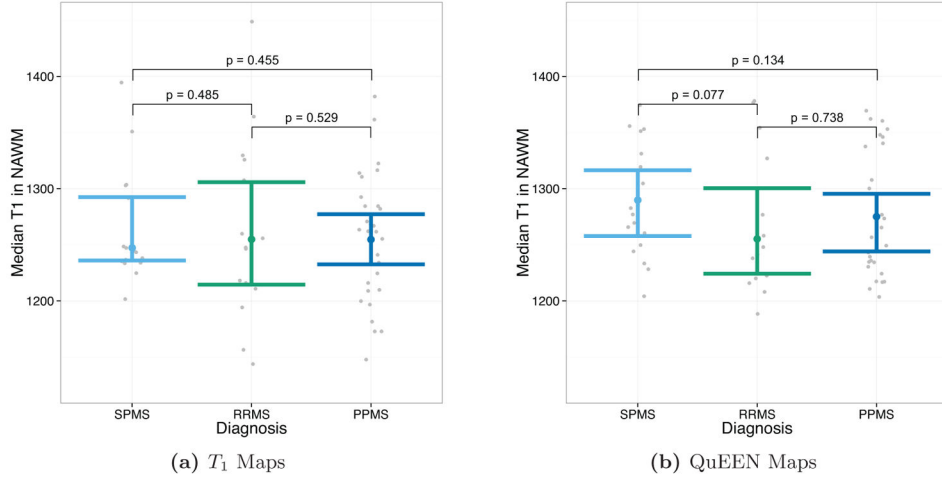 p = 0.455
p = 0.485
p = 0.529
1400
1300
1200
Median T1 in NAWM
SPMS RRMS PPMS
Diagnosis
(a) T1 Maps
p = 0.134
p = 0.077
p = 0.738
1400
1300
1200
Median T1 in NAWM
SPMS RRMS PPMS
Diagnosis
(b) QuEEN Maps